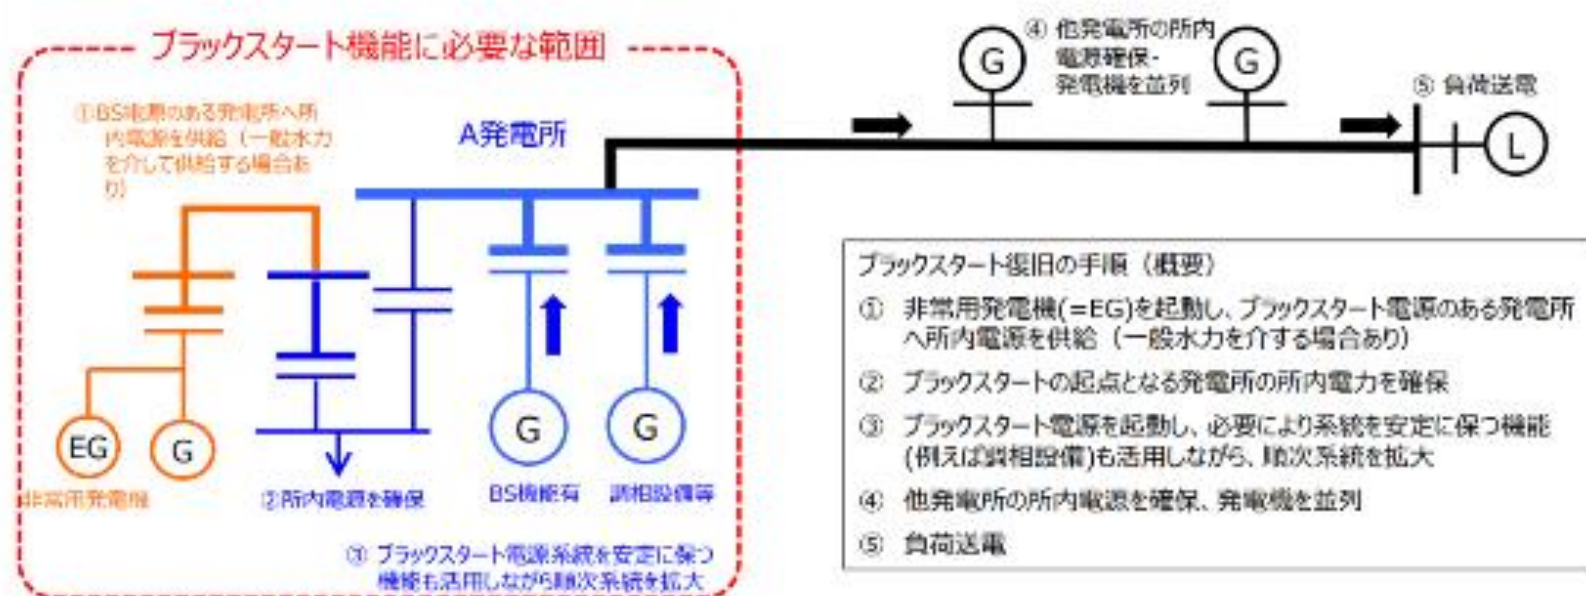 ブラックスタート機能に必要な範囲
①BS電源のある発電所へ所
内電源を供給（一般水力
を介して供給する場合あ
り）
A発電所
EG
G
非常用発電機
②所内電源を確保
G
BS機能有
G
調相設備等
③ ブラックスタート電源系統を安定に保つ
機能も活用しながら順次系統を拡大
G
④ 他発電所の所内
電源確保-
発電機を並列
G
⑤ 負荷送電
L
ブラックスタート復旧の手順（概要）
① 非常用発電機(=EG)を起動し、ブラックスタート電源のある発電所
へ所内電源を供給（一般水力を介する場合あり）
② ブラックスタートの起点となる発電所の所内電力を確保
③ ブラックスタート電源を起動し、必要により系統を安定に保つ機能
(例えば調相設備)も活用しながら、順次系統を拡大
④ 他発電所の所内電源を確保、発電機を並列
⑤ 負荷送電